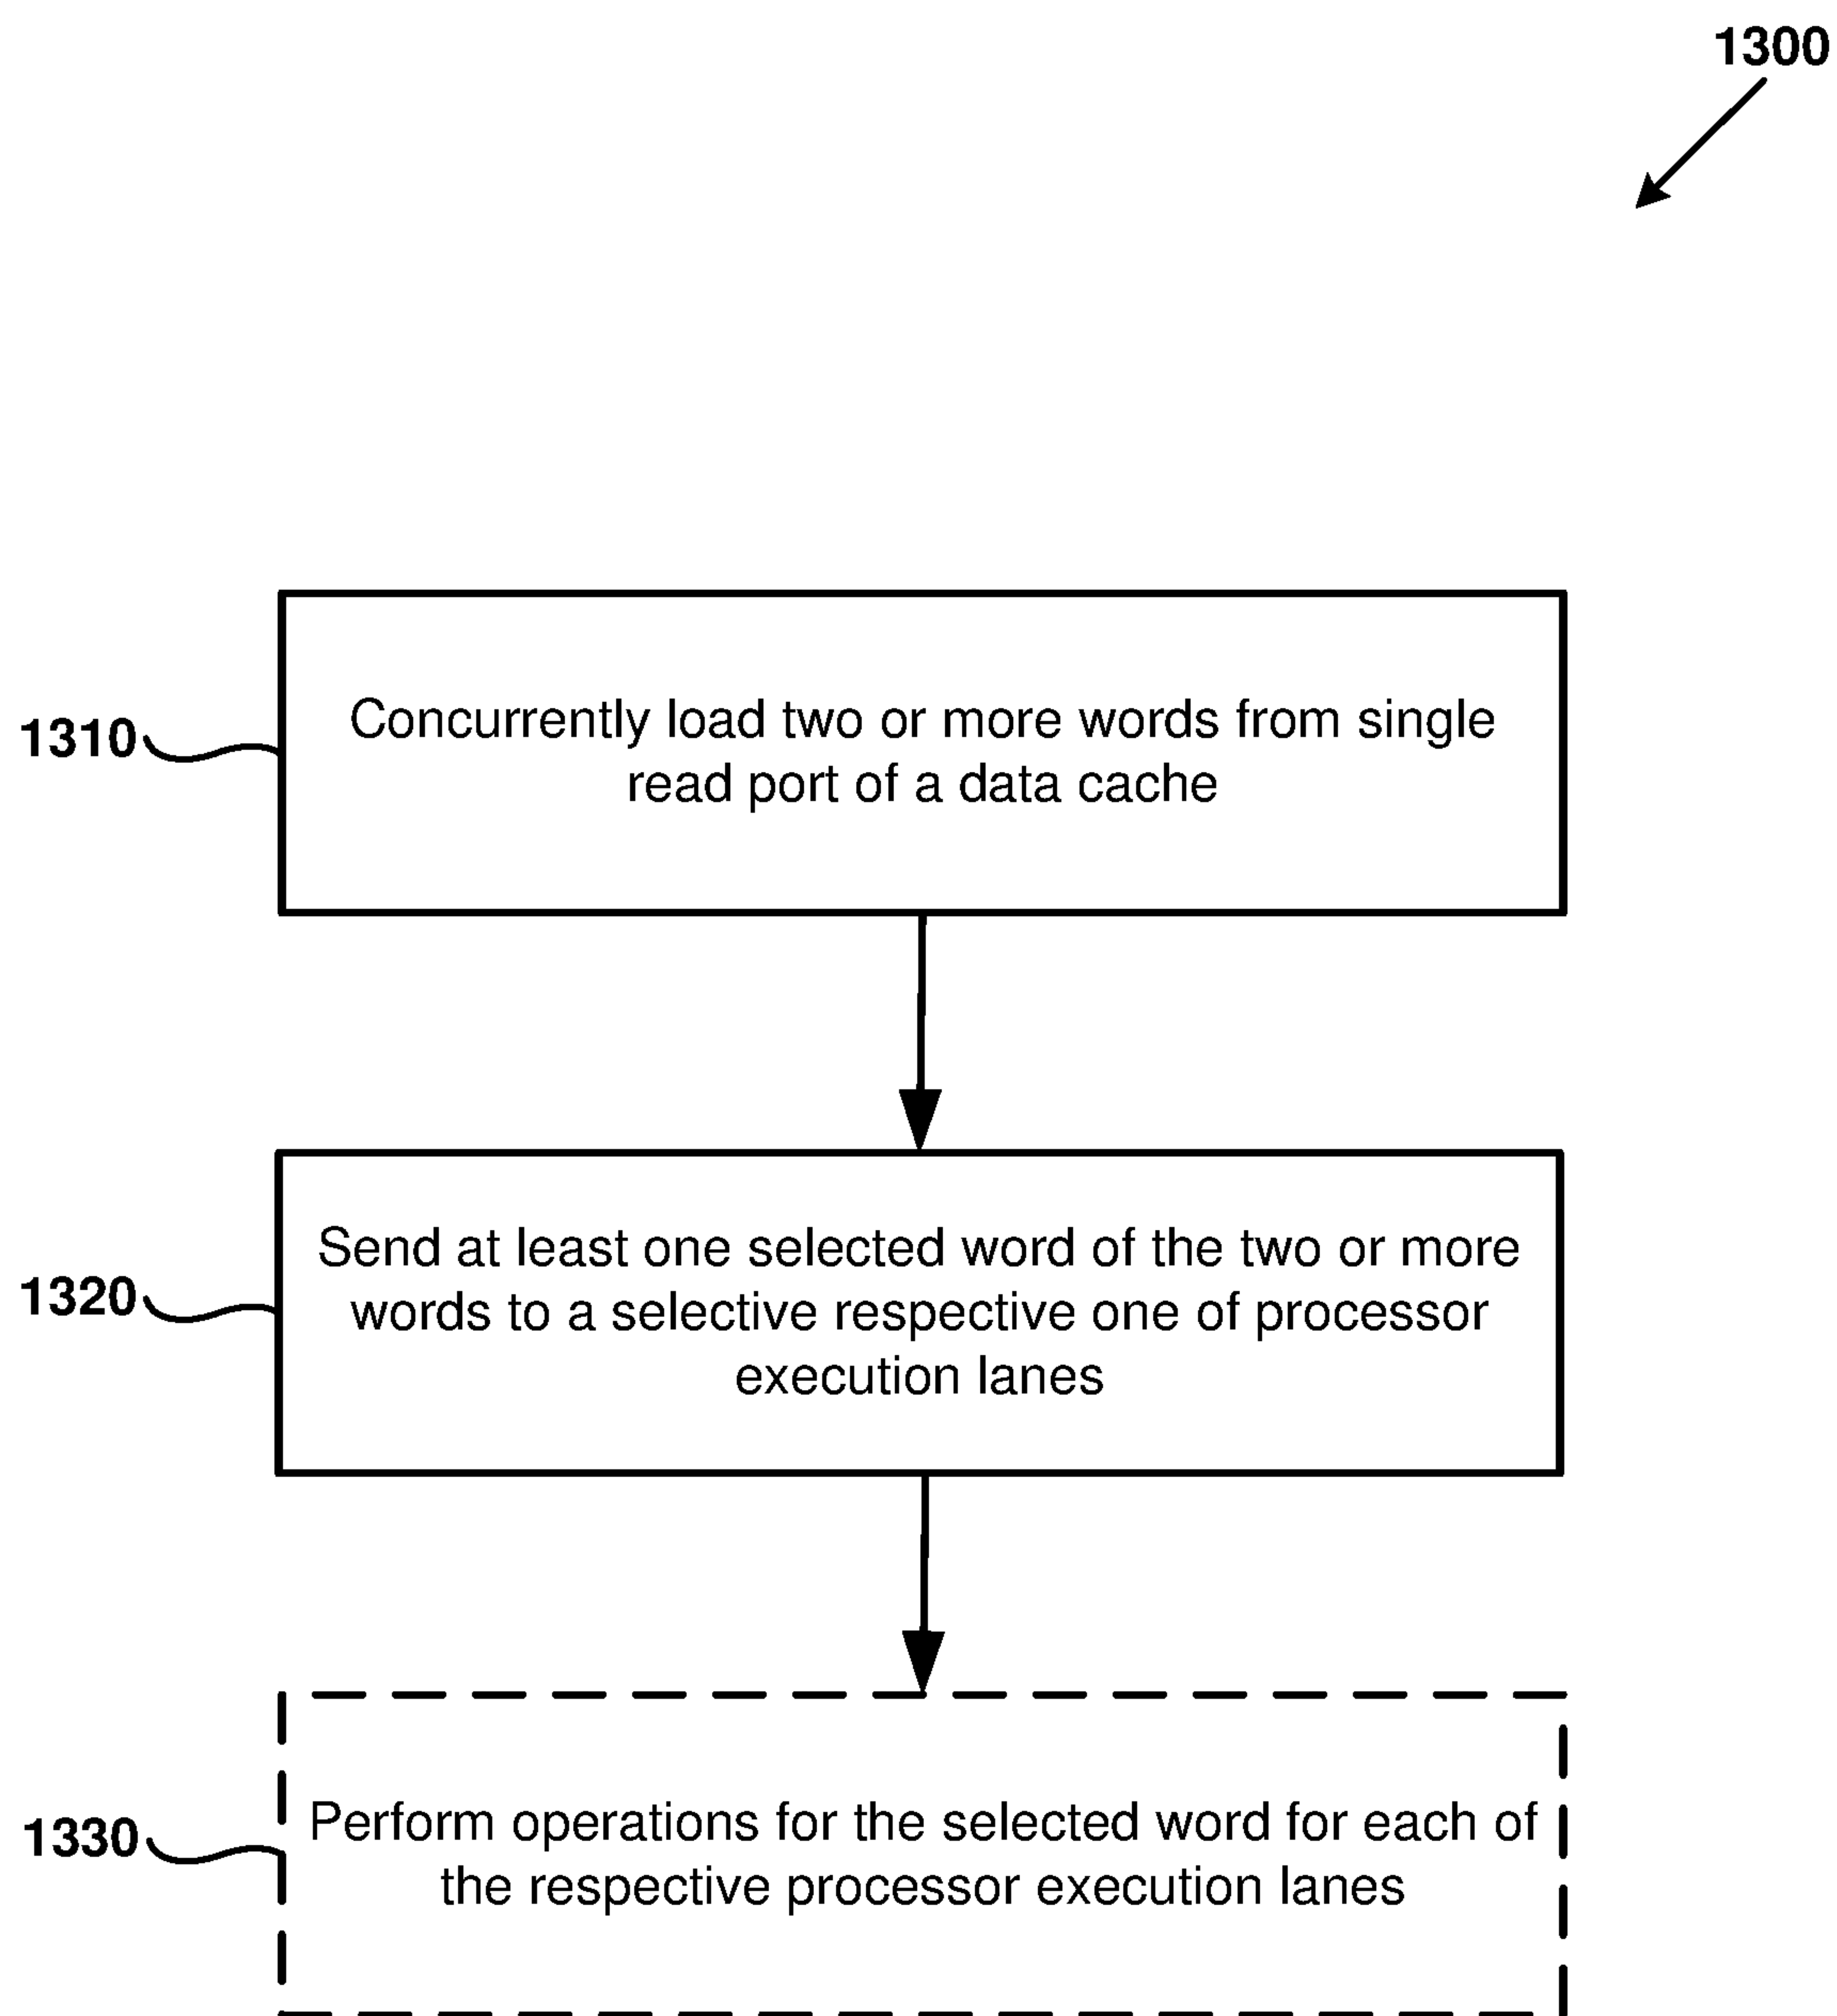 1300
1310
Concurrently load two or more words from single
read port of a data cache
1320
Send at least one selected word of the two or more
words to a selective respective one of processor
execution lanes
1330
Perform operations for the selected word for each of
the respective processor execution lanes